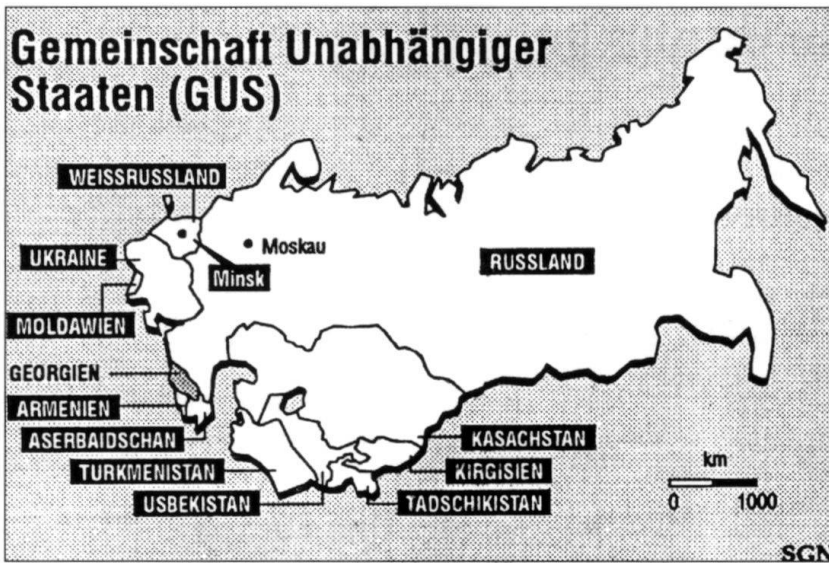 Gemeinschaft Unabhängiger
Staaten (GUS)
WEISSRUSSLAND
Moskau
UKRAINE
Minsk
RUSSLAND
MOLDAWIEN
GEORGIEN
ARMENIEN
ASERBAIDSCHAN
KASACHSTAN
TURKMENISTAN
KIRGISIEN
km
USBEKISTAN
TADSCHIKISTAN
0 1000
SGN